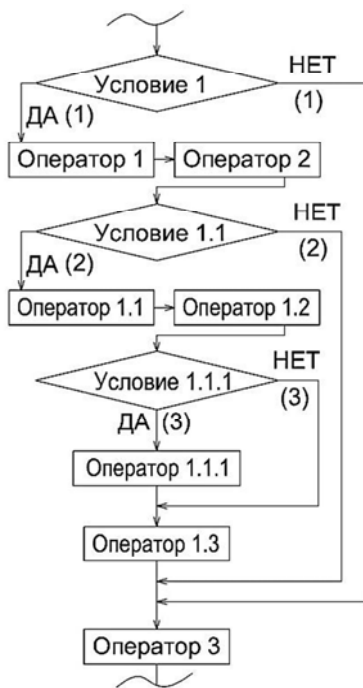 Условие 1
НЕТ
(1)
ДА (1)
Оператор 1
Оператор 2
Условие 1.1
НЕТ
(2)
ДА (2)
Оператор 1.1
Оператор 1.2
Условие 1.1.1
НЕТ
(3)
ДА (3)
Оператор 1.1.1
Оператор 1.3
Оператор 3